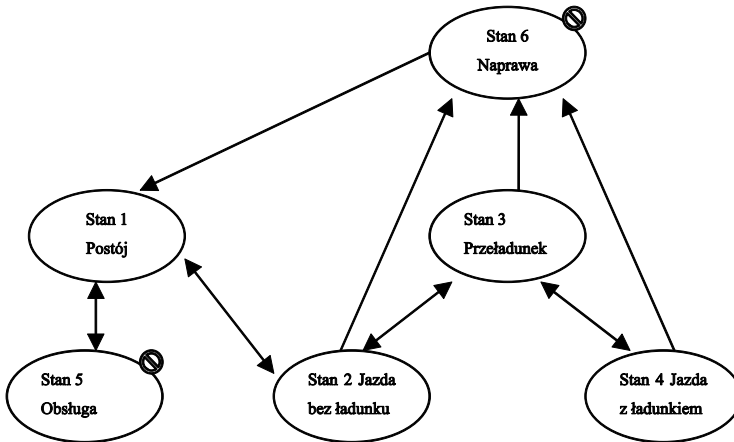 Stan 6
Naprawa
Stan 1
Postój
Stan 3
Przeładunek
Stan 5
Obsługa
Stan 2 Jazda
bez ładunku
Stan 4 Jazda
z ładunkiem